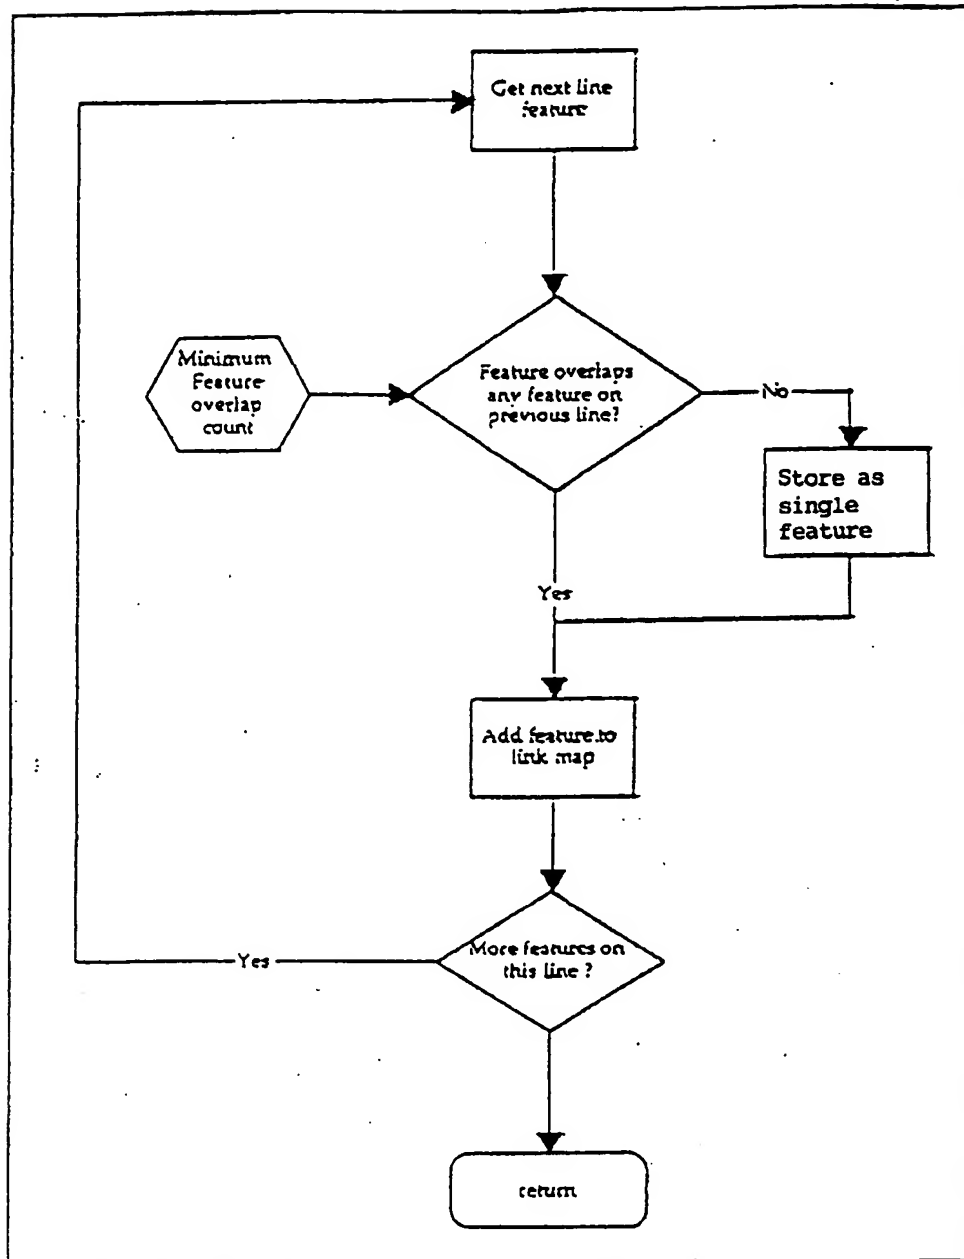 Get next line
feature
Minimum
Feature
overlap
count
Feature overlaps
any feature on
previous line?
No
Store as
single
feature
Yes
Add feature to
link map
More features on
this line ?
Yes
return